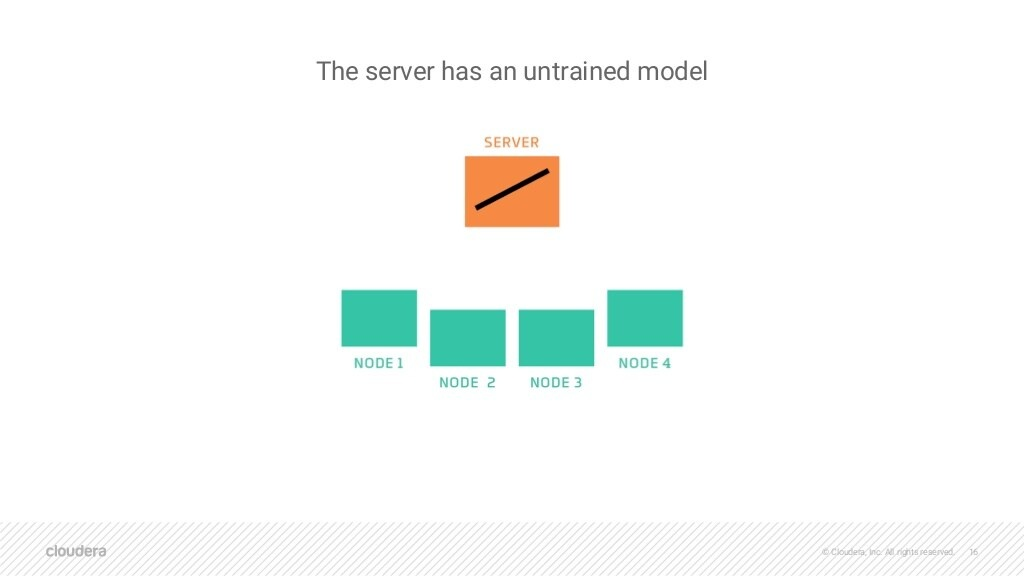 The server has an untrained model
SERVER
NODE 1
NODE 2
NODE 3
NODE 4
cloudera
© Cloudera, Inc. All rights reserved. 16